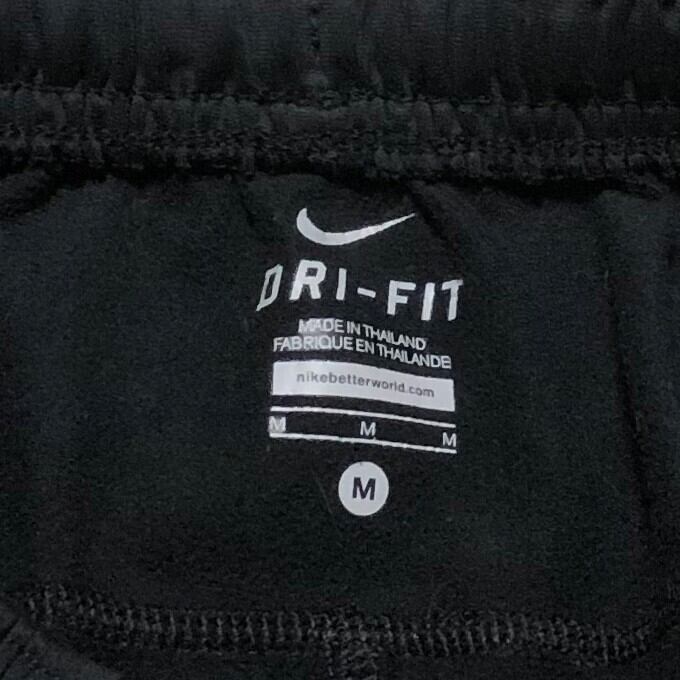 DRI-FIT
MADE IN THAILAND
FABRIQUE EN THAILANDE
nikebetterworld.com
M M M
M